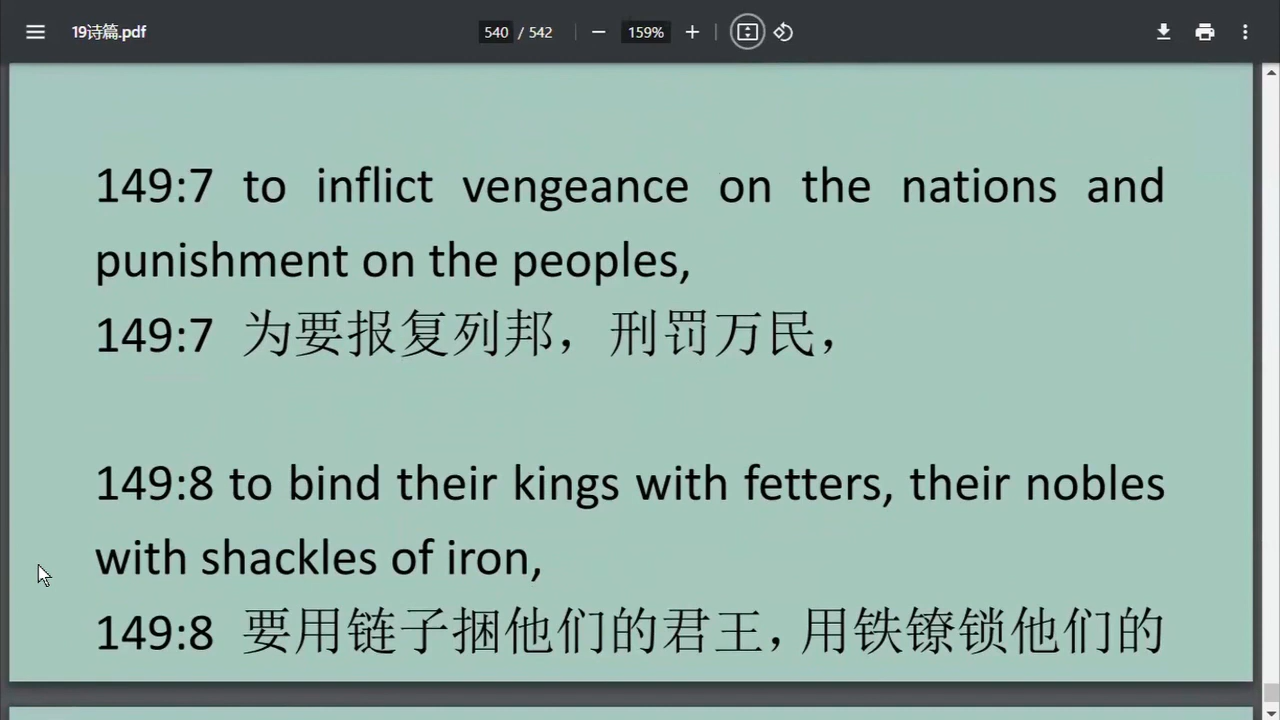 19诗篇.pdf
540 / 542
159%
149:7 to inflict vengeance on the nations and
punishment on the peoples,
149:7 为要报复列邦，刑罚万民，
149:8 to bind their kings with fetters, their nobles
with shackles of iron,
149:8 要用链子捆他们的君王，用铁镣锁他们的